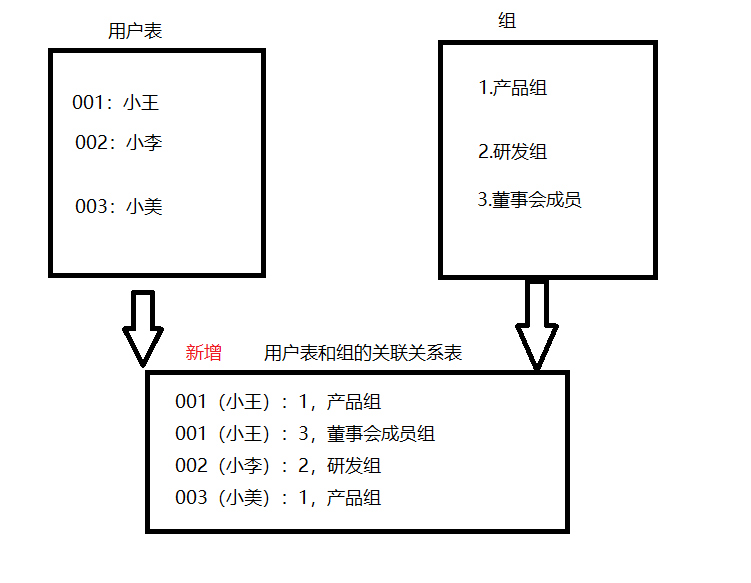 用户表
组
001：小王
002：小李
003：小美
1.产品组
2.研发组
3.董事会成员
新增 用户表和组的关联关系表
001（小王）：1，产品组
001（小王）：3，董事会成员组
002（小李）：2，研发组
003（小美）：1，产品组